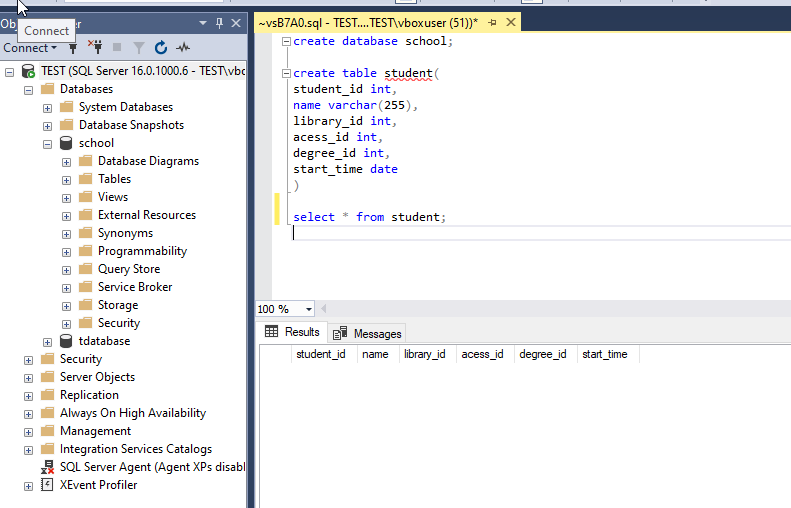 ~vsB7A0.sql - TEST....TEST\vboxuser (51))*
Connect
Connect
TEST (SQL Server 16.0.1000.6 - TEST\vbo
Databases
System Databases
Database Snapshots
school
Database Diagrams
Tables
Views
External Resources
Synonyms
Programmability
Query Store
Service Broker
Storage
Security
tdatabase
Security
Server Objects
Replication
Always On High Availability
Management
Integration Services Catalogs
SQL Server Agent (Agent XPs disabl
XEvent Profiler
create database school;
create table student(
student_id int,
name varchar(255),
library_id int,
acess_id int,
degree_id int,
start_time date
)
select * from student;
100 %
Results Messages
student_id name library_id acess_id degree_id start_time